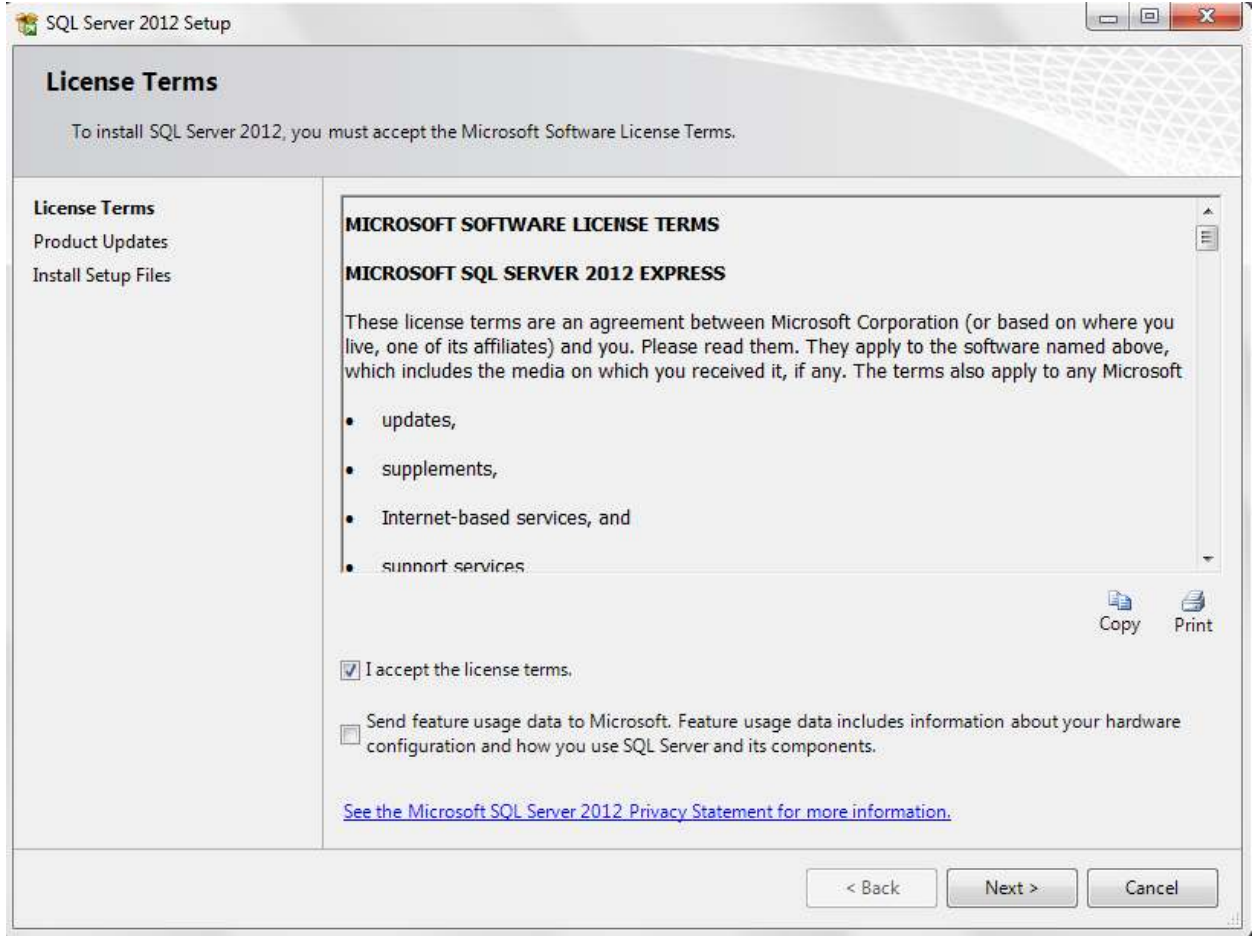 SQL Server 2012 Setup
License Terms
To install SQL Server 2012, you must accept the Microsoft Software License Terms.
License Terms
Product Updates
Install Setup Files
MICROSOFT SOFTWARE LICENSE TERMS
MICROSOFT SQL SERVER 2012 EXPRESS
These license terms are an agreement between Microsoft Corporation (or based on where you
live, one of its affiliates) and you. Please read them. They apply to the software named above,
which includes the media on which you received it, if any. The terms also apply to any Microsoft
• updates,
• supplements,
• Internet-based services, and
• support services
Copy Print
I accept the license terms.
Send feature usage data to Microsoft. Feature usage data includes information about your hardware
configuration and how you use SQL Server and its components.
See the Microsoft SQL Server 2012 Privacy Statement for more information.
< Back Next > Cancel